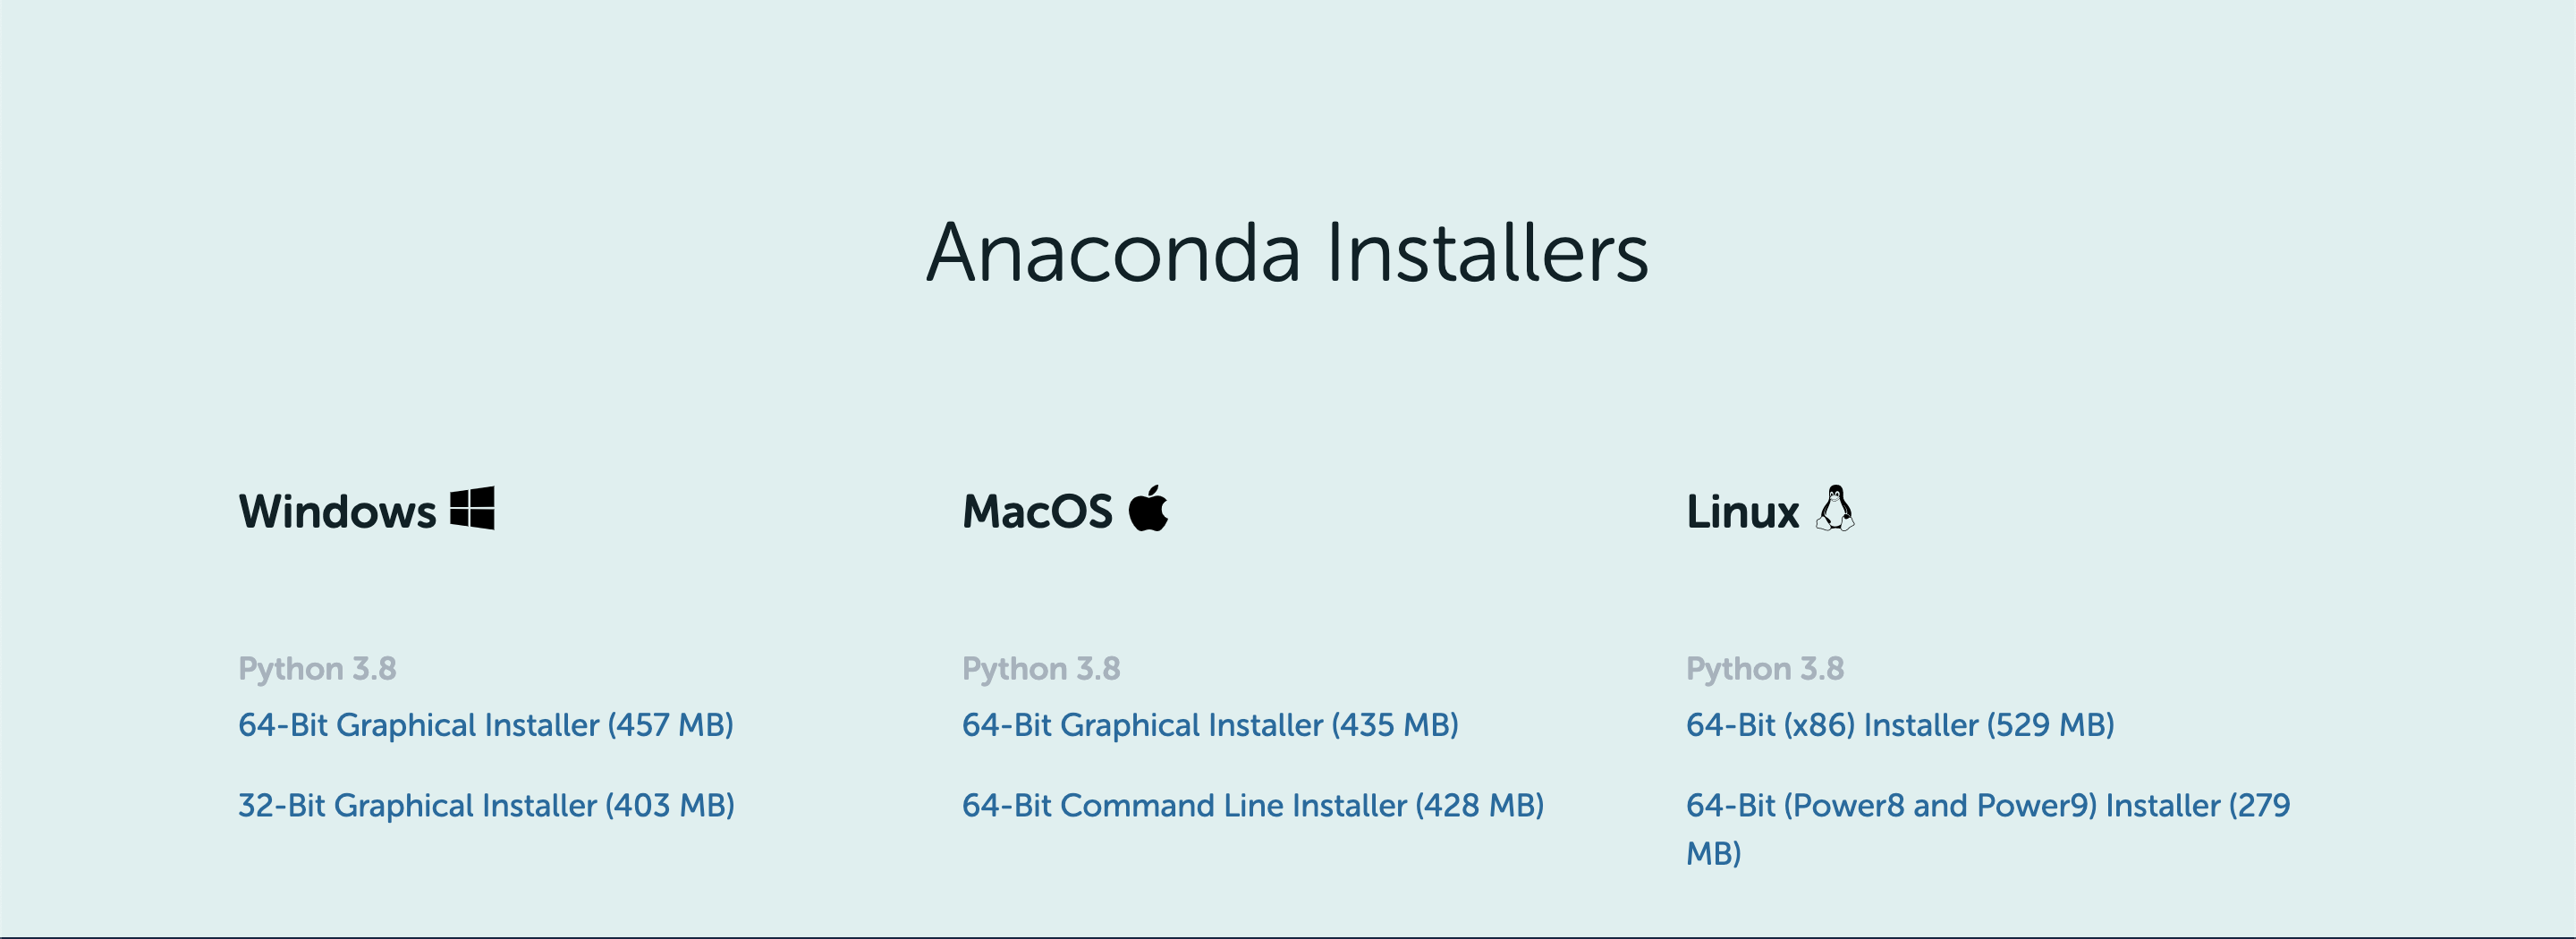 Anaconda Installers
Windows
MacOS
Linux
Python 3.8
64-Bit Graphical Installer (457 MB)
32-Bit Graphical Installer (403 MB)
Python 3.8
64-Bit Graphical Installer (435 MB)
64-Bit Command Line Installer (428 MB)
Python 3.8
64-Bit (x86) Installer (529 MB)
64-Bit (Power8 and Power9) Installer (279
MB)